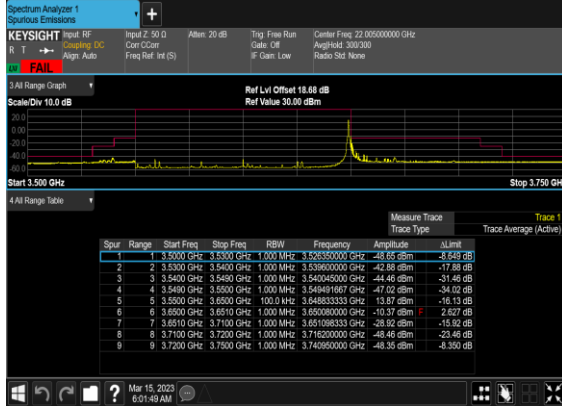 Spectrum Analyzer 1
Spurious Emissions
+
KEYSIGHT Input: RF Input Z: 50 Ω Atten: 20 dB Trig: Free Run Center Freq: 22.005000000 GHz
R T Coupling: DC Corr CCorr Gate: Off Avg|Hold: 300/300
Align: Auto Freq Ref: Int (S) IF Gain: Low Radio Std: None
LXI FAIL
3 All Range Graph
Ref Lvl Offset 18.68 dB
Scale/Div 10.0 dB Ref Value 30.00 dBm
20.0
0.00
-20.0
-40.0
-60.0
Start 3.500 GHz Stop 3.750 GH
4 All Range Table
Measure Trace Trace 1
Trace Type Trace Average (Active)
Spur Range Start Freq Stop Freq RBW Frequency Amplitude ΔLimit
1 1 3.5000 GHz 3.5300 GHz 1.000 MHz 3.526350000 GHz -48.65 dBm -8.649 dB
2 2 3.5300 GHz 3.5400 GHz 1.000 MHz 3.539600000 GHz -42.88 dBm -17.88 dB
3 3 3.5400 GHz 3.5490 GHz 1.000 MHz 3.540045000 GHz -44.46 dBm -31.46 dB
4 4 3.5490 GHz 3.5500 GHz 1.000 MHz 3.549491667 GHz -47.02 dBm -34.02 dB
5 5 3.5500 GHz 3.6500 GHz 100.0 kHz 3.648833333 GHz 13.87 dBm -16.13 dB
6 6 3.6500 GHz 3.6510 GHz 1.000 MHz 3.650080000 GHz -10.37 dBm F 2.627 dB
7 7 3.6510 GHz 3.7100 GHz 1.000 MHz 3.651098333 GHz -28.92 dBm -15.92 dB
8 8 3.7100 GHz 3.7200 GHz 1.000 MHz 3.716200000 GHz -48.46 dBm -23.46 dB
9 9 3.7200 GHz 3.7500 GHz 1.000 MHz 3.740950000 GHz -48.35 dBm -8.350 dB
? Mar 15, 2023
6:01:49 AM